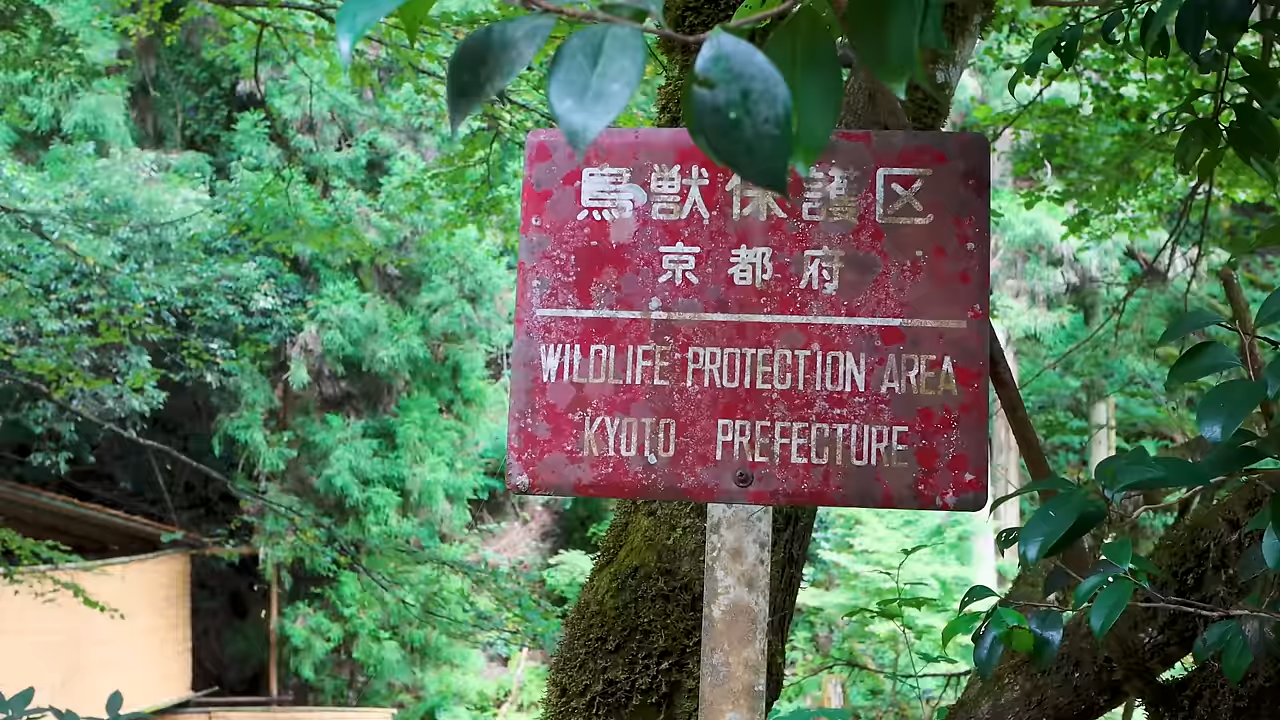 鳥獣保護区
京都府
WILDLIFE PROTECTION AREA
KYOTO PREFECTURE